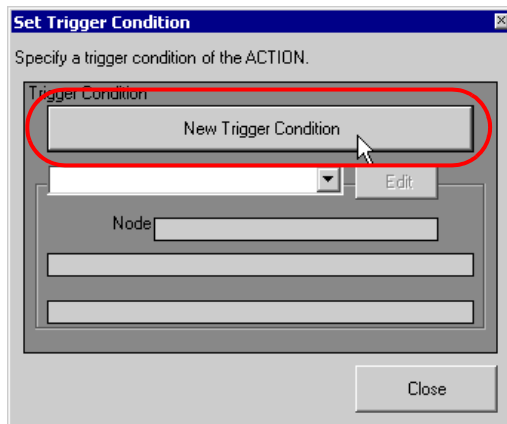 Set Trigger Condition
Specify a trigger condition of the ACTION.
Trigger Condition
New Trigger Condition
Edit
Node
Close